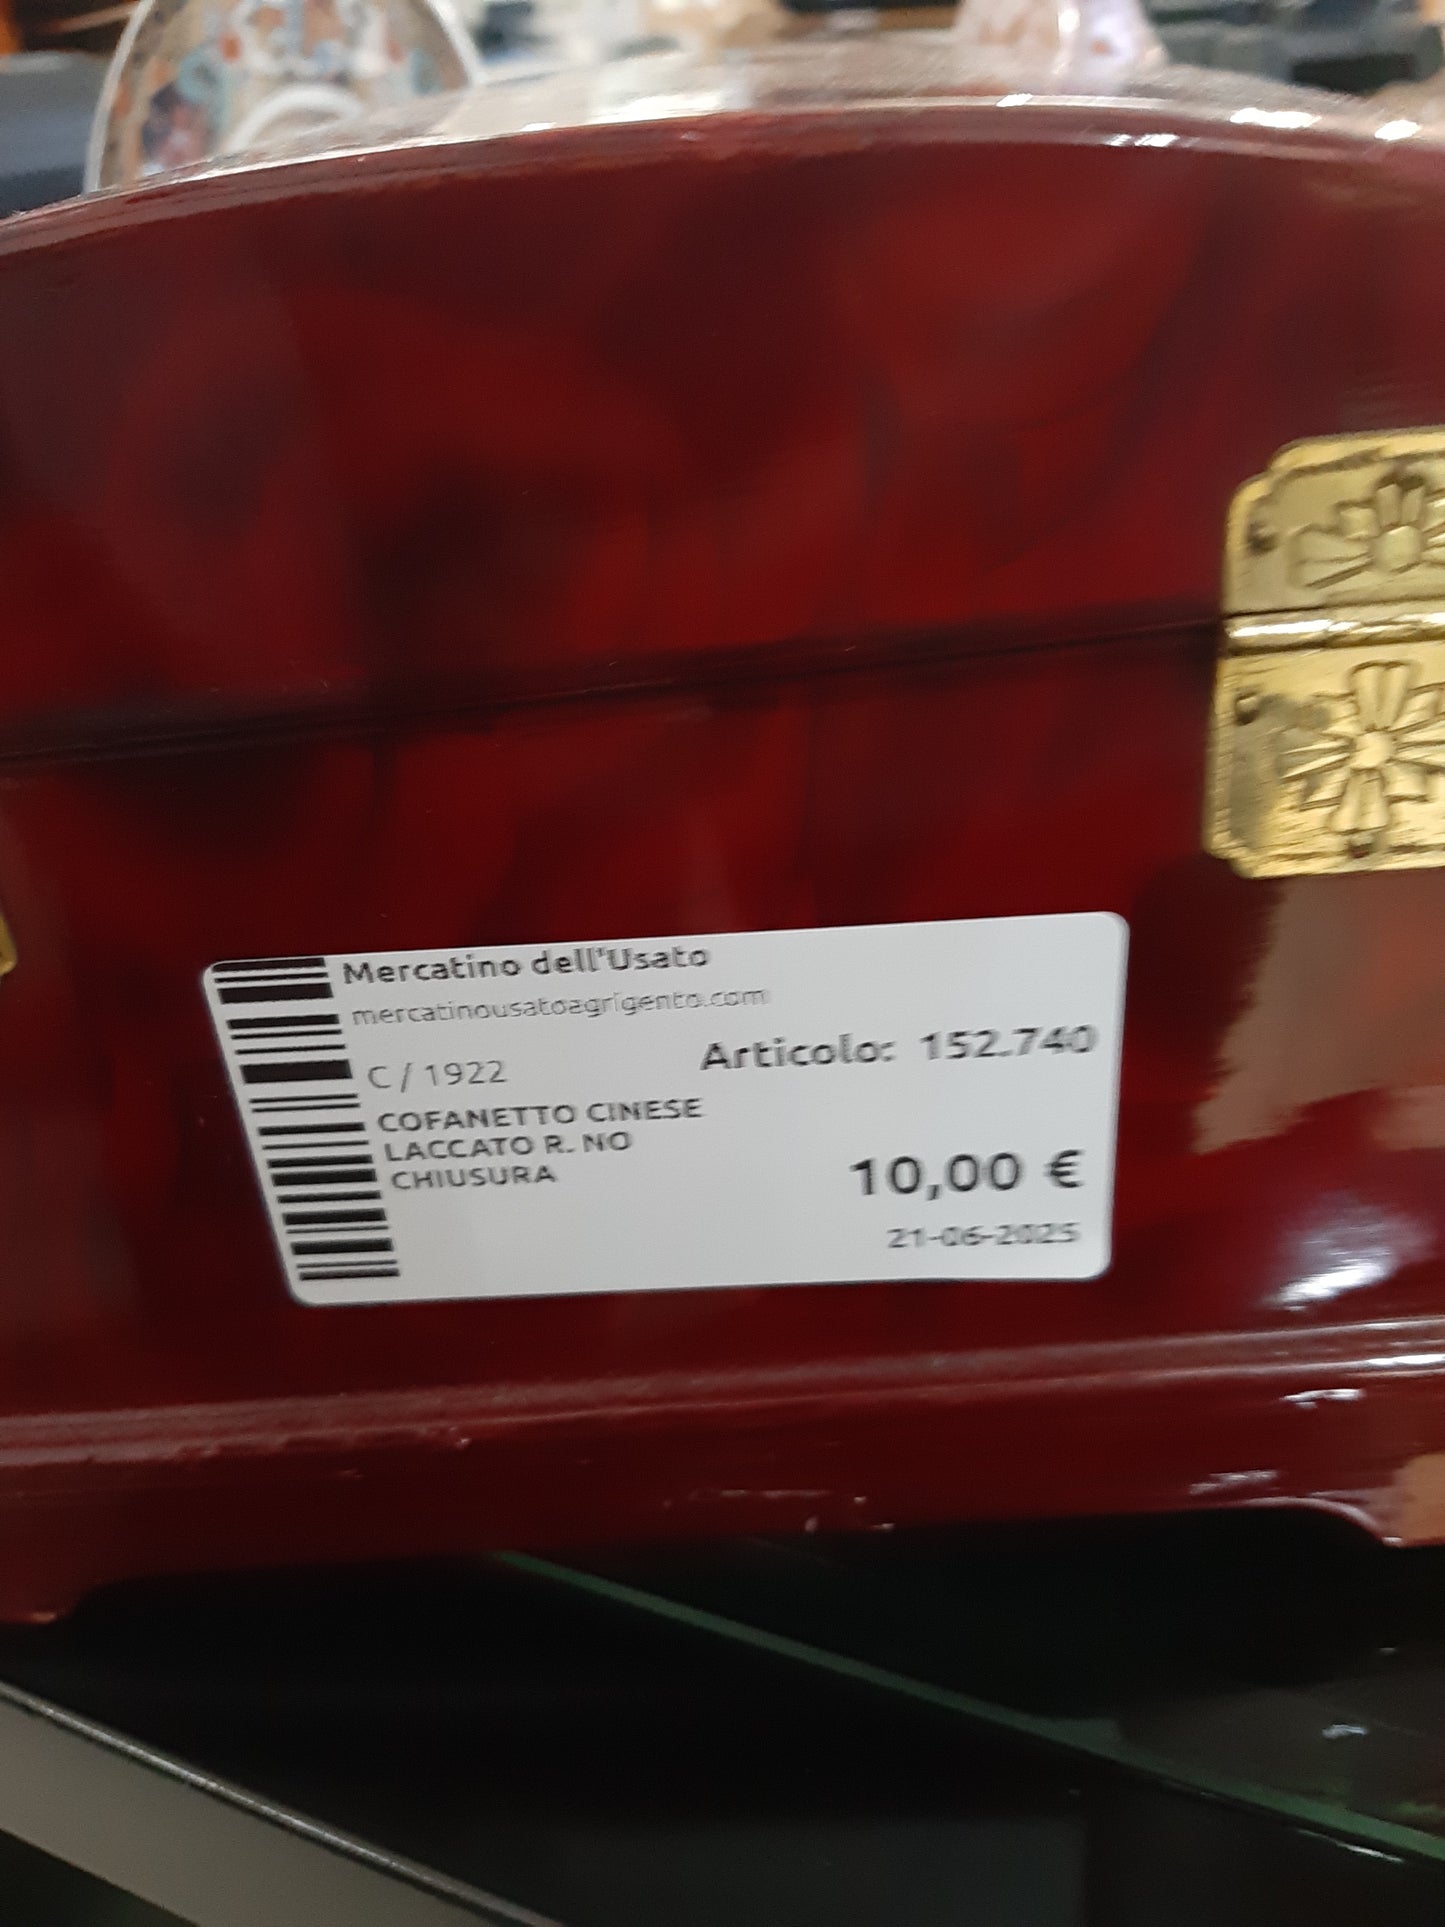 Mercatino dell'Usato
mercatinousatoagrigento.com
Articolo: 152.740
C / 1922
COFANETTO CINESE
LACCATO R. NO
CHIUSURA
10,00 €
21-06-2025